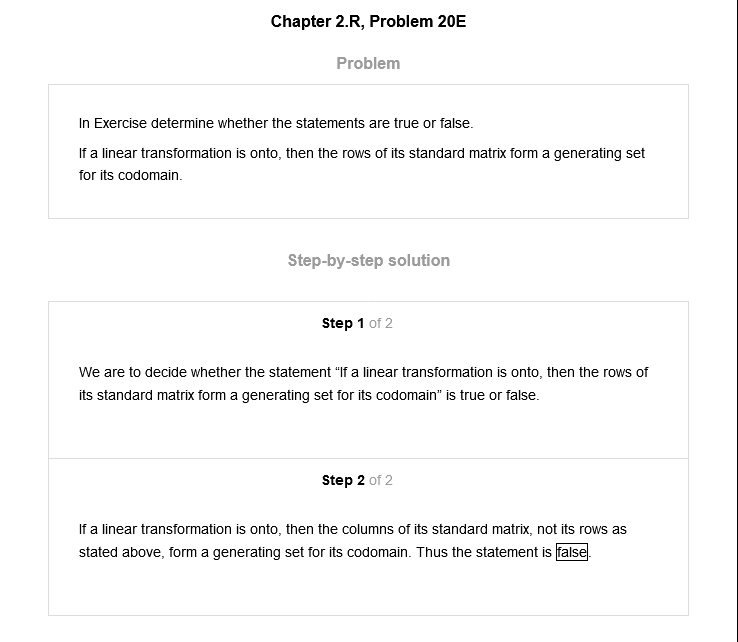 Chapter 2.R, Problem 20E
Problem
In Exercise determine whether the statements are true or false.
If a linear transformation is onto, then the rows of its standard matrix form a generating set
for its codomain.
Step-by-step solution
Step 1 of 2
We are to decide whether the statement “If a linear transformation is onto, then the rows of
its standard matrix form a generating set for its codomain” is true or false.
Step 2 of 2
If a linear transformation is onto, then the columns of its standard matrix, not its rows as
stated above, form a generating set for its codomain. Thus the statement is false.